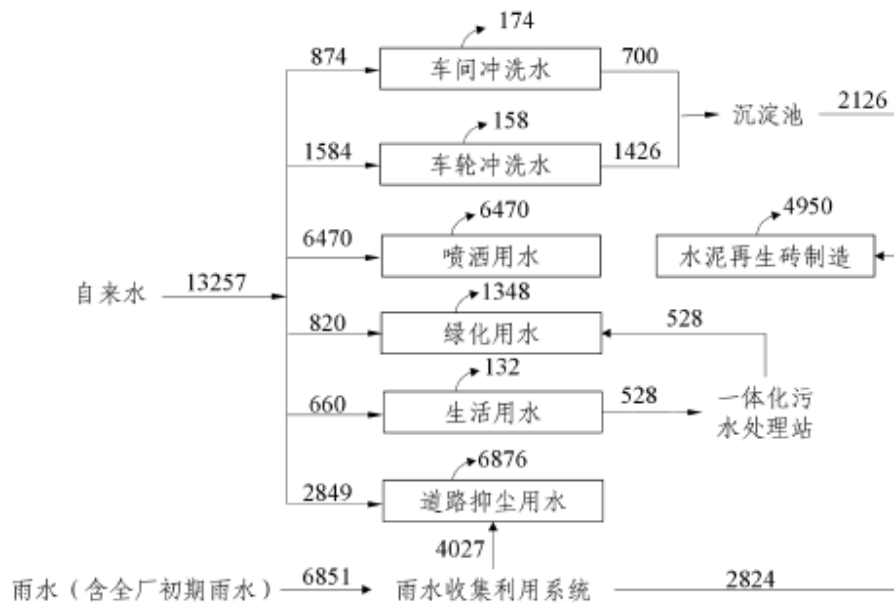 174
874
车间冲洗水
700
沉淀池
2126
158
1584
车轮冲洗水
1426
6470
6470
喷洒用水
4950
水泥再生砖制造
自来水
13257
1348
820
绿化用水
528
132
660
生活用水
528
一体化污
水处理站
6876
2849
道路抑尘用水
4027
雨水（含全厂初期雨水）
6851
雨水收集利用系统
2824